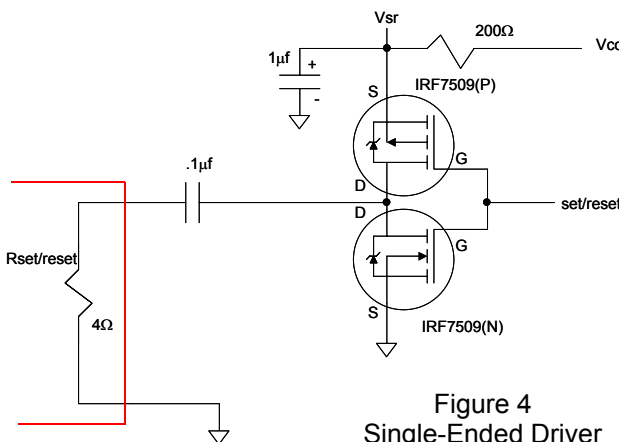 Vsr
200Ω
Vcc
1µf
+
-
IRF7509(P)
S
G
D
.1µf
D
set/reset
G
Rset/reset
4Ω
S
IRF7509(N)
Figure 4
Single-Ended Driver